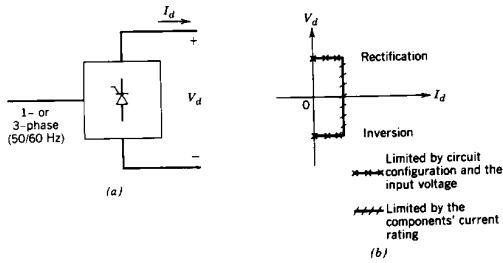 I_d
+
V_d
−
1- or
3-phase
(50/60 Hz)
(a)
V_d
Rectification
0
I_d
Inversion
Limited by circuit
configuration and the
input voltage
Limited by the
components' current
rating
(b)